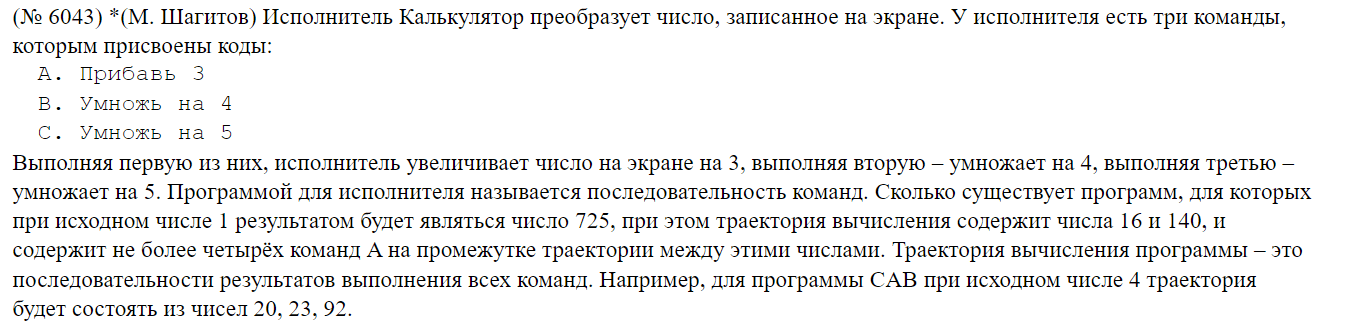 (№ 6043) *(М. Шагитов) Исполнитель Калькулятор преобразует число, записанное на экране. У исполнителя есть три команды,
которым присвоены коды:
A. Прибавь 3
B. Умножь на 4
C. Умножь на 5
Выполняя первую из них, исполнитель увеличивает число на экране на 3, выполняя вторую – умножает на 4, выполняя третью –
умножает на 5. Программой для исполнителя называется последовательность команд. Сколько существует программ, для которых
при исходном числе 1 результатом будет являться число 725, при этом траектория вычисления содержит числа 16 и 140, и
содержит не более четырёх команд A на промежутке траектории между этими числами. Траектория вычисления программы – это
последовательности результатов выполнения всех команд. Например, для программы CAB при исходном числе 4 траектория
будет состоять из чисел 20, 23, 92.